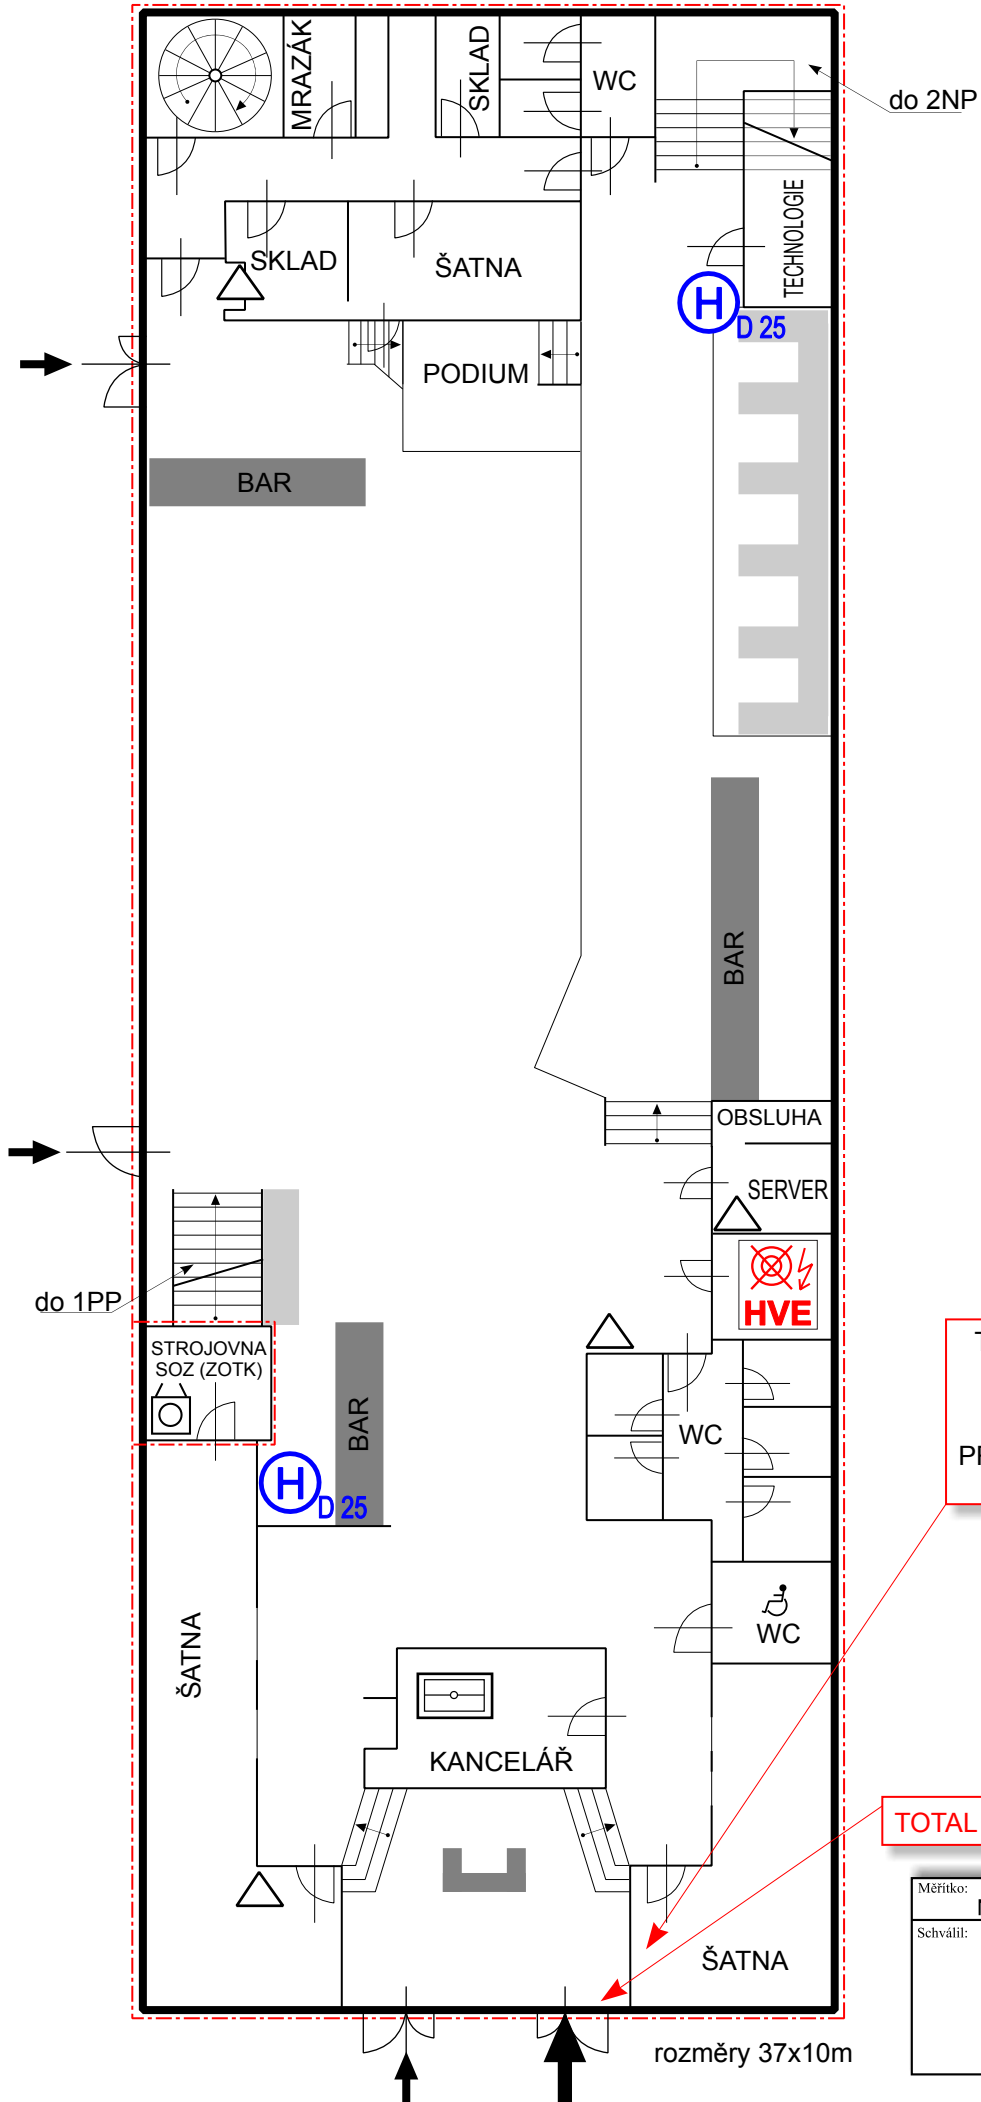 MRAZÁK
SKLAD
WC
do 2NP
TECHNOLOGIE
SKLAD
ŠATNA
H
D 25
PODIUM
BAR
BAR
OBSLUHA
SERVER
HVE
do 1PP
STROJOVNA
SOZ (ZOTK)
BAR
WC
H
D 25
WC
ŠATNA
KANCELÁŘ
TOTAL
Měřítko:
Schválil:
ŠATNA
rozměry 37x10m